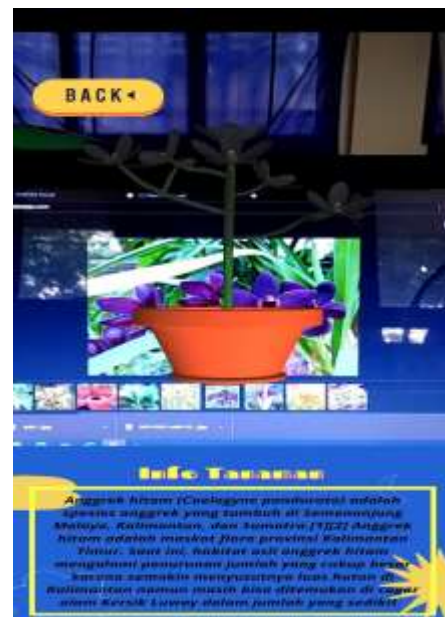 BACK
Info Tanaman
Anggrek hitam (Coelogyne pandurata) adalah
spesies anggrek yang tumbuh di Semenanjung
Malaya, Kalimantan, dan Sumatra.[1][2] Anggrek
hitam adalah maskot flora provinsi Kalimantan
Timur. Saat ini, habitat asli anggrek hitam
mengalami penurunan jumlah yang cukup besar
karena semakin menyusutnya luas hutan di
Kalimantan namun masih bisa ditemukan di cagar
alam Kersik Luway dalam jumlah yang sedikit